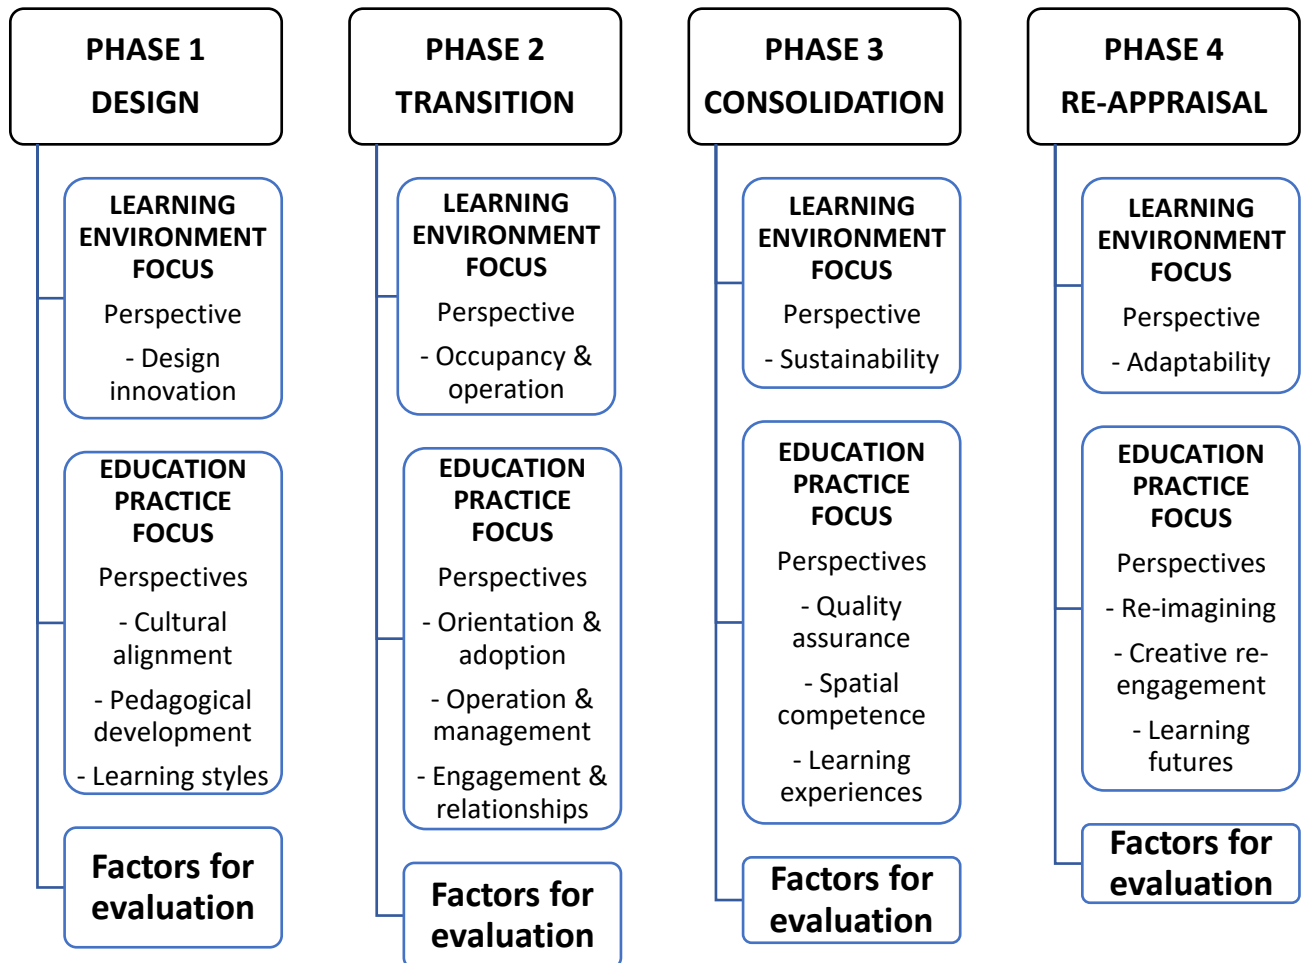 PHASE 1
DESIGN
LEARNING
ENVIRONMENT
FOCUS
Perspective
- Design
innovation
EDUCATION
PRACTICE
FOCUS
Perspectives
- Cultural
alignment
- Pedagogical
development
- Learning styles
Factors for
evaluation
PHASE 2
TRANSITION
LEARNING
ENVIRONMENT
FOCUS
Perspective
- Occupancy &
operation
EDUCATION
PRACTICE
FOCUS
Perspectives
- Orientation &
adoption
- Operation &
management
- Engagement &
relationships
Factors for
evaluation
PHASE 3
CONSOLIDATION
LEARNING
ENVIRONMENT
FOCUS
Perspective
- Sustainability
EDUCATION
PRACTICE
FOCUS
Perspectives
- Quality
assurance
- Spatial
competence
- Learning
experiences
Factors for
evaluation
PHASE 4
RE-APPRAISAL
LEARNING
ENVIRONMENT
FOCUS
Perspective
- Adaptability
EDUCATION
PRACTICE
FOCUS
Perspectives
- Re-imagining
- Creative re-
engagement
- Learning
futures
Factors for
evaluation